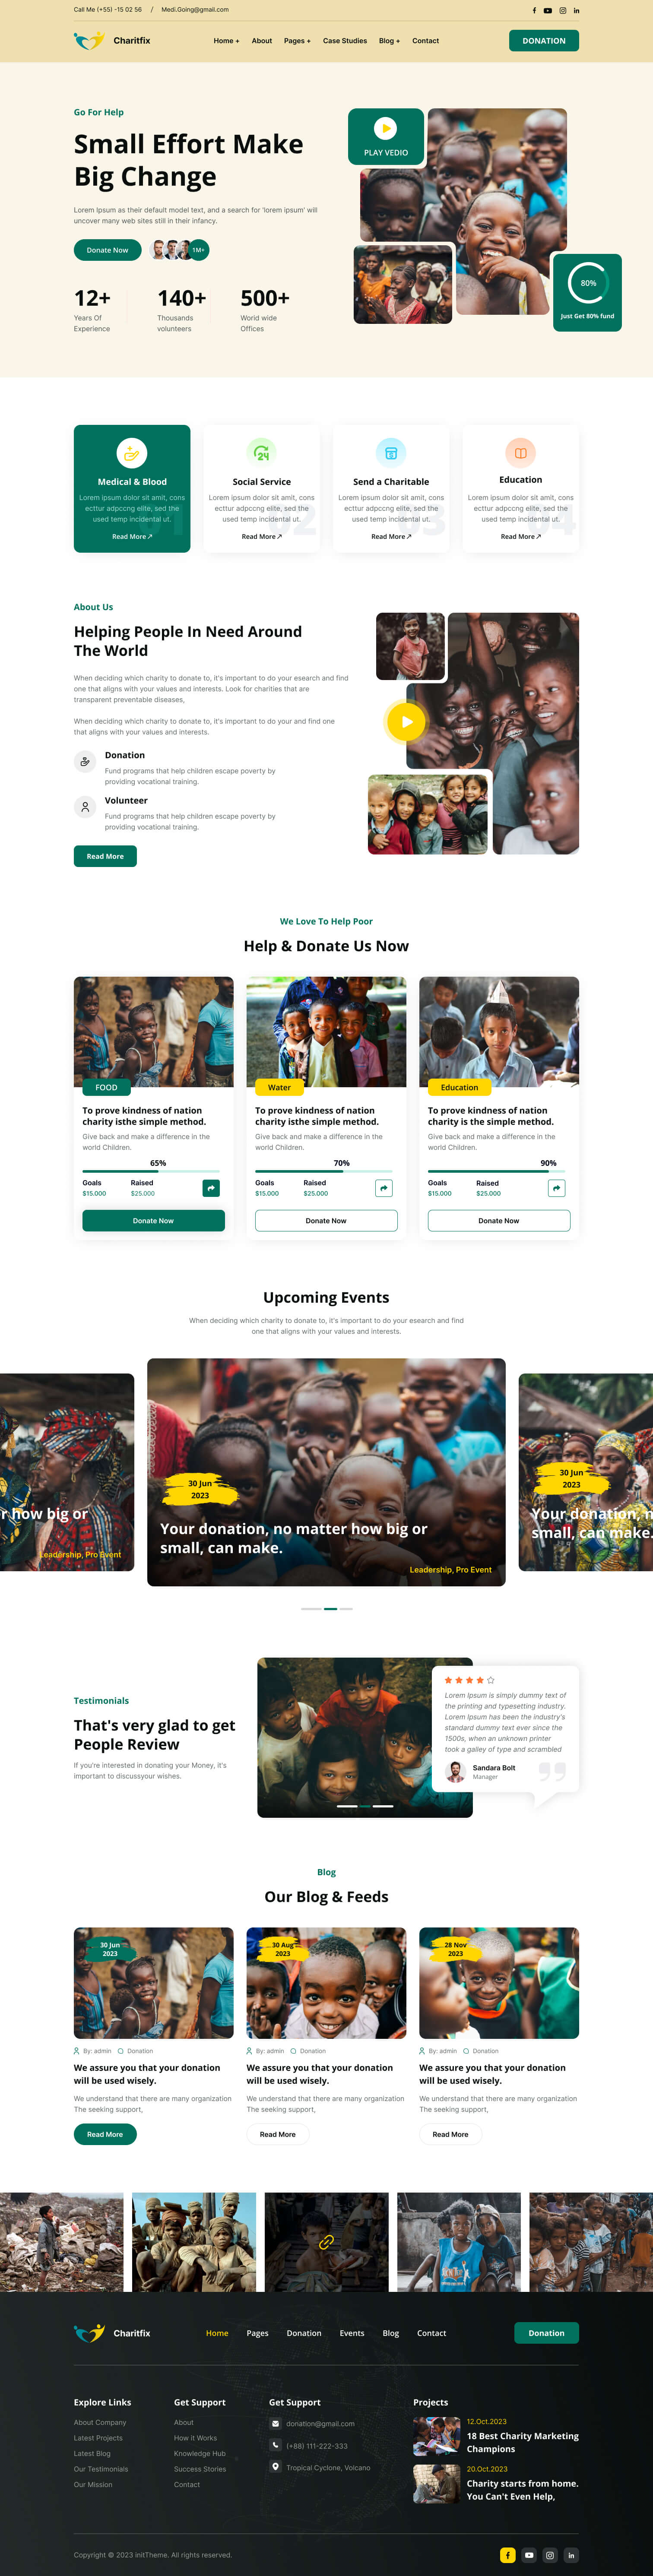 Call Me (+55) -15 02 56 / Medi.Going@gmail.com
Charitfix
Home + About Pages + Case Studies Blog + Contact
DONATION
Go For Help
Small Effort Make
Big Change
Lorem Ipsum as their default model text, and a search for 'lorem ipsum' will
uncover many web sites still in their infancy.
Donate Now
1M+
12+ 140+ 500+
Years Of Thousands World wide
Experience volunteers Offices
PLAY VEDIO
80%
Just Get 80% fund
Medical & Blood
Lorem ipsum dolor sit amit, cons
ecttur adpccng elite, sed the
used temp incidental ut.
01
Read More
24
Social Service
Lorem ipsum dolor sit amit, cons
ecttur adpccng elite, sed the
used temp incidental ut.
02
Read More
Send a Charitable
Lorem ipsum dolor sit amit, cons
ecttur adpccng elite, sed the
used temp incidental ut.
03
Read More
Education
Lorem ipsum dolor sit amit, cons
ecttur adpccng elite, sed the
used temp incidental ut.
04
Read More
About Us
Helping People In Need Around
The World
When deciding which charity to donate to, it's important to do your esearch and find
one that aligns with your values and interests. Look for charities that are
transparent preventable diseases,
When deciding which charity to donate to, it's important to do your and find one
that aligns with your values and interests.
Donation
Fund programs that help children escape poverty by
providing vocational training.
Volunteer
Fund programs that help children escape poverty by
providing vocational training.
Read More
We Love To Help Poor
Help & Donate Us Now
FOOD
To prove kindness of nation
charity isthe simple method.
Give back and make a difference in the
world Children.
65%
Goals Raised
$15.000 $25.000
Donate Now
Water
To prove kindness of nation
charity isthe simple method.
Give back and make a difference in the
world Children.
70%
Goals Raised
$15.000 $25.000
Donate Now
Education
To prove kindness of nation
charity is the simple method.
Give back and make a difference in the
world Children.
90%
Goals Raised
$15.000 $25.000
Donate Now
Upcoming Events
When deciding which charity to donate to, it's important to do your esearch and find
one that aligns with your values and interests.
r how big or
Leadership, Pro Event
30 Jun
2023
Your donation, no matter how big or
small, can make.
Leadership, Pro Event
30 Jun
2023
Your donation, n
small, can make.
Testimonials
That's very glad to get
People Review
If you're interested in donating your Money, it's
important to discussyour wishes.
Lorem Ipsum is simply dummy text of
the printing and typesetting industry.
Lorem Ipsum has been the industry's
standard dummy text ever since the
1500s, when an unknown printer
took a galley of type and scrambled
Sandara Bolt
Manager
Blog
Our Blog & Feeds
30 Jun
2023
By: admin Donation
We assure you that your donation
will be used wisely.
We understand that there are many organization
The seeking support,
Read More
30 Aug
2023
By: admin Donation
We assure you that your donation
will be used wisely.
We understand that there are many organization
The seeking support,
Read More
28 Nov
2023
By: admin Donation
We assure you that your donation
will be used wisely.
We understand that there are many organization
The seeking support,
Read More
Charitfix
Home Pages Donation Events Blog Contact
Donation
Explore Links
About Company
Latest Projects
Latest Blog
Our Testimonials
Our Mission
Get Support
About
How it Works
Knowledge Hub
Success Stories
Contact
Get Support
donation@gmail.com
(+88) 111-222-333
Tropical Cyclone, Volcano
Projects
12.Oct.2023
18 Best Charity Marketing
Champions
20.Oct.2023
Charity starts from home.
You Can't Even Help,
Copyright © 2023 initTheme. All rights reserved.